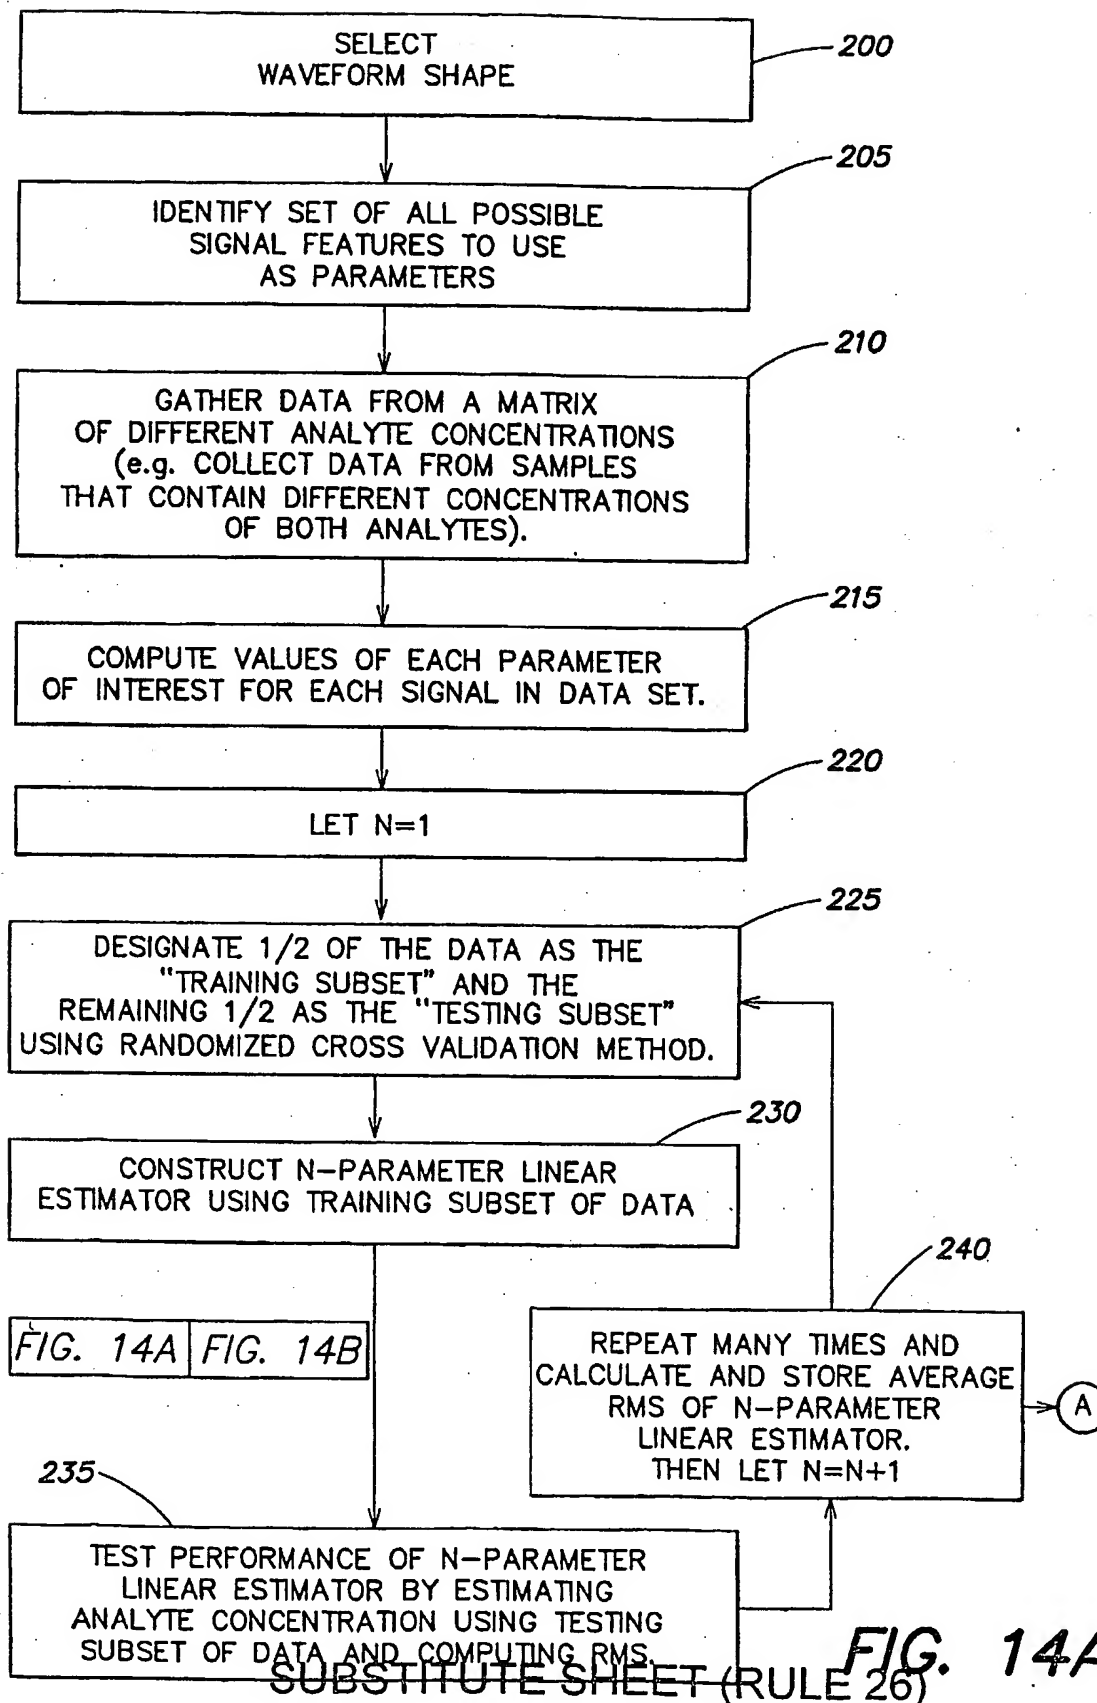 SELECT
WAVEFORM SHAPE
200
205
IDENTIFY SET OF ALL POSSIBLE
SIGNAL FEATURES TO USE
AS PARAMETERS
210
GATHER DATA FROM A MATRIX
OF DIFFERENT ANALYTE CONCENTRATIONS
(e.g. COLLECT DATA FROM SAMPLES
THAT CONTAIN DIFFERENT CONCENTRATIONS
OF BOTH ANALYTES).
215
COMPUTE VALUES OF EACH PARAMETER
OF INTEREST FOR EACH SIGNAL IN DATA SET.
220
LET N=1
225
DESIGNATE 1/2 OF THE DATA AS THE
"TRAINING SUBSET" AND THE
REMAINING 1/2 AS THE "TESTING SUBSET"
USING RANDOMIZED CROSS VALIDATION METHOD.
230
CONSTRUCT N-PARAMETER LINEAR
ESTIMATOR USING TRAINING SUBSET OF DATA
240
FIG. 14A FIG. 14B
REPEAT MANY TIMES AND
CALCULATE AND STORE AVERAGE
RMS OF N-PARAMETER
LINEAR ESTIMATOR.
THEN LET N=N+1
A
235
TEST PERFORMANCE OF N-PARAMETER
LINEAR ESTIMATOR BY ESTIMATING
ANALYTE CONCENTRATION USING TESTING
SUBSET OF DATA AND COMPUTING RMS.
FIG. 14A
SUBSTITUTE SHEET (RULE 26)